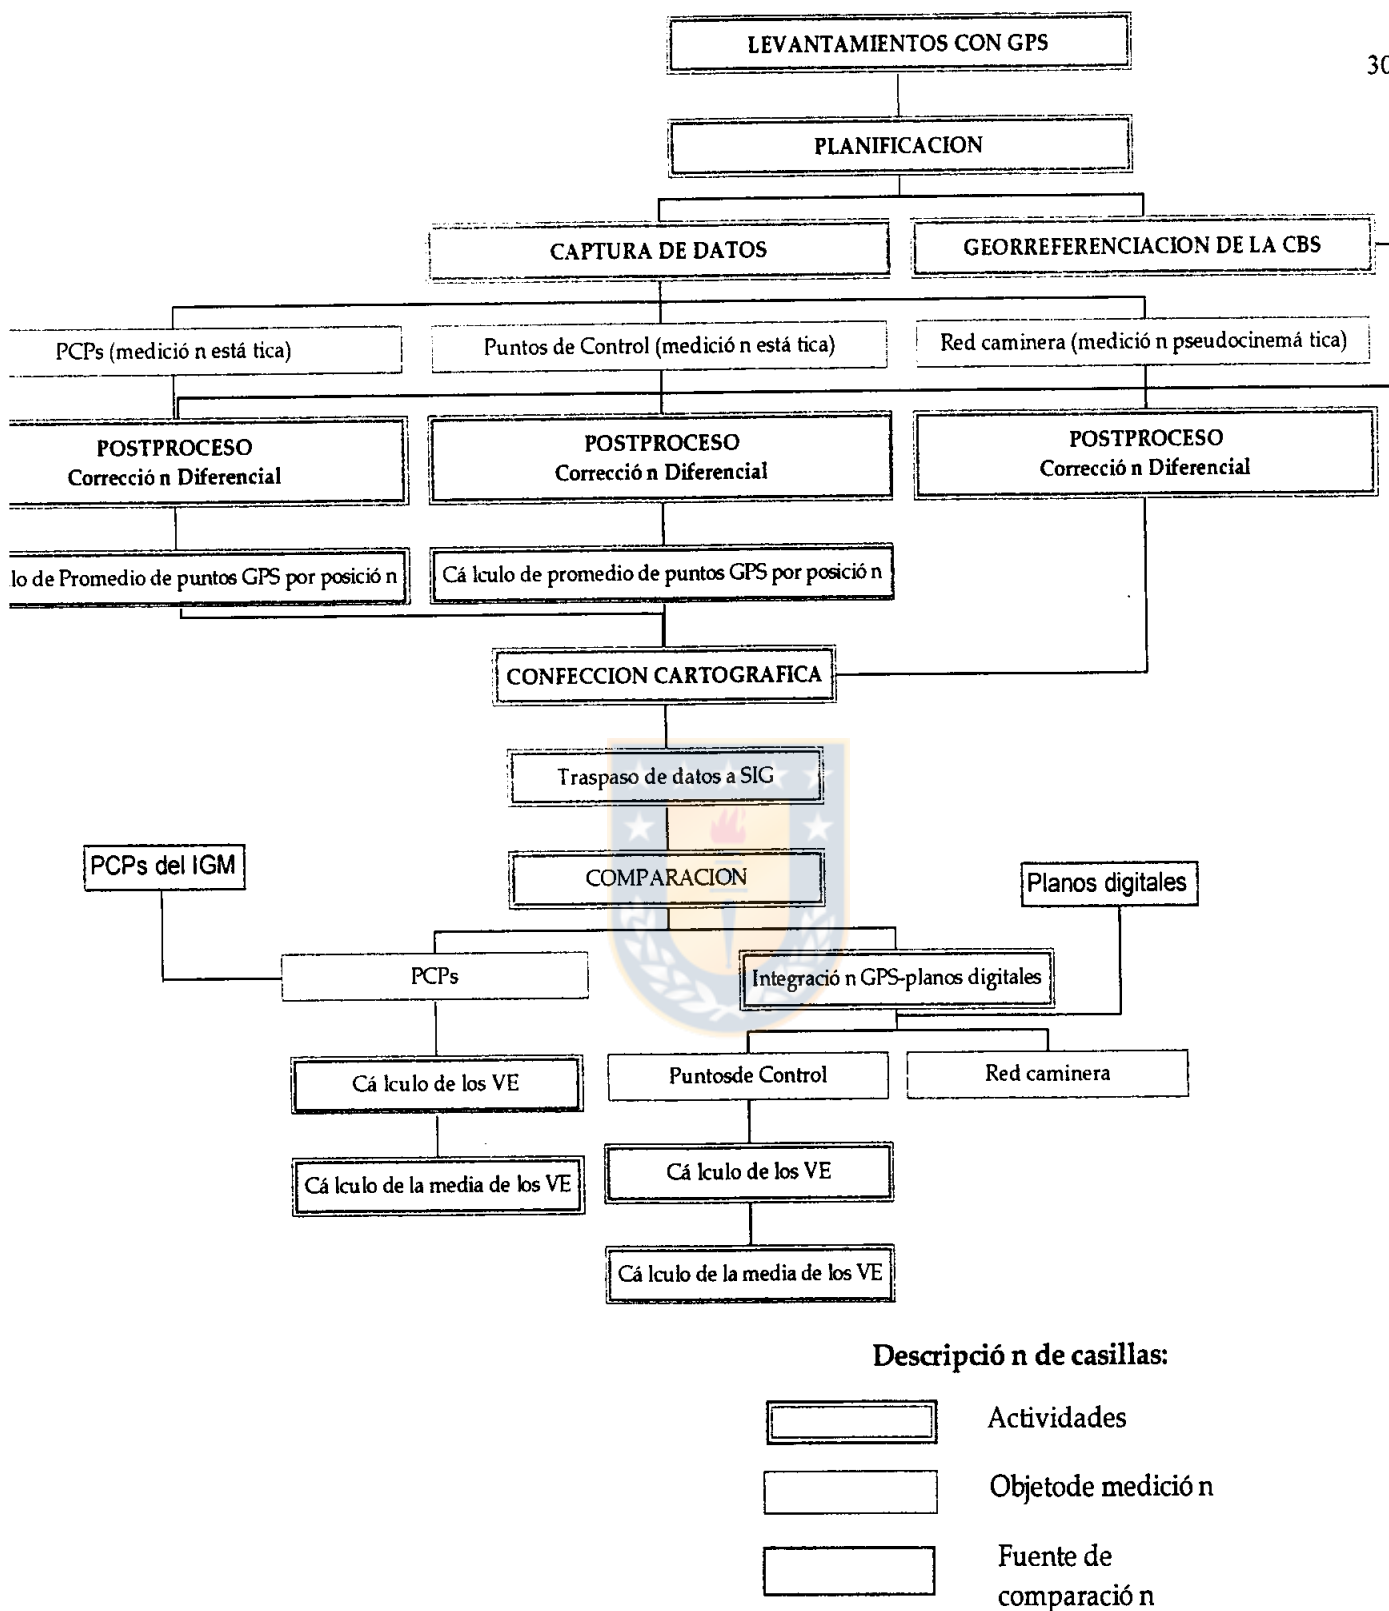 LEVANTAMIENTOS CON GPS
30
PLANIFICACION
CAPTURA DE DATOS
GEORREFERENCIACION DE LA CBS
PCPs (medició n está tica)
Puntos de Control (medició n está tica)
Red caminera (medició n pseudocinemá tica)
POSTPROCESO
Correcció n Diferencial
POSTPROCESO
Correcció n Diferencial
POSTPROCESO
Correcció n Diferencial
lo de Promedio de puntos GPS por posició n
Cá lculo de promedio de puntos GPS por posició n
CONFECCION CARTOGRAFICA
Traspaso de datos a SIG
PCPs del IGM
COMPARACION
Planos digitales
PCPs
Integració n GPS-planos digitales
Cá lculo de los VE
Puntosde Control
Red caminera
Cá lculo de la media de los VE
Cá lculo de los VE
Cá lculo de la media de los VE
Descripció n de casillas:
Actividades
Objetode medició n
Fuente de
comparació n